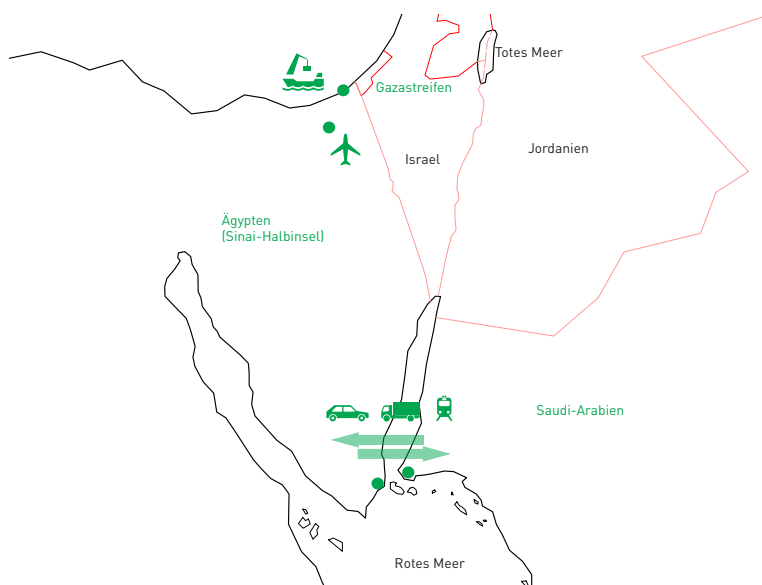 Totes Meer
Gazastreifen
Israel
Jordanien
Ägypten
(Sinai-Halbinsel)
Saudi-Arabien
Rotes Meer